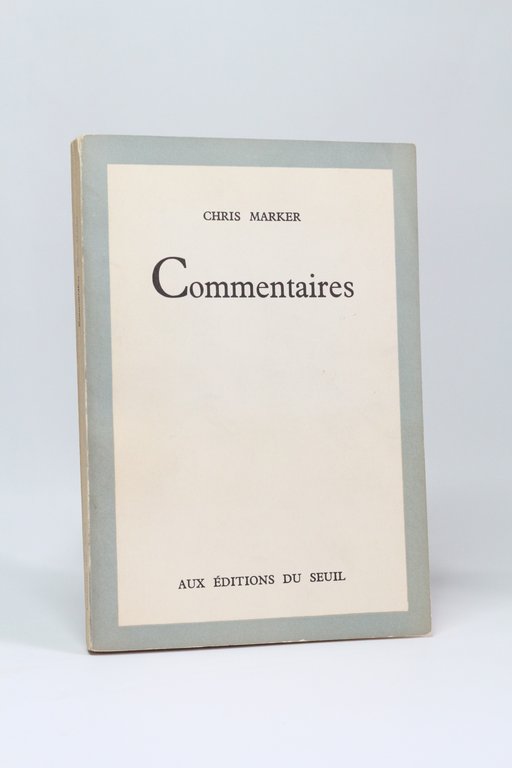 CHRIS MARKER
Commentaires
AUX ÉDITIONS DU SEUIL